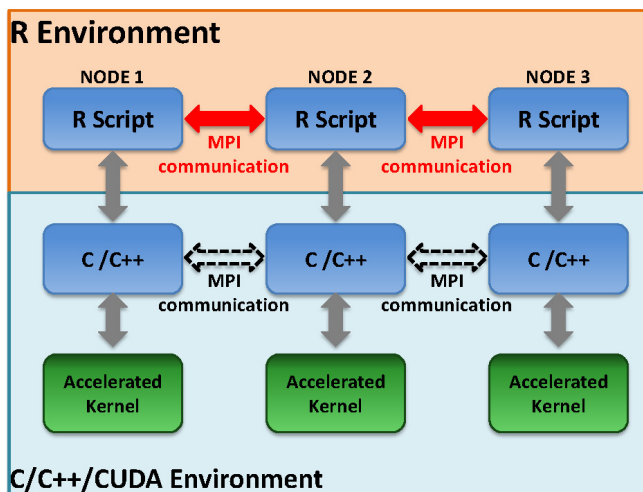 R Environment
NODE 1 NODE 2 NODE 3
R Script R Script R Script
MPI MPI
communication communication
C /C++ C /C++ C /C++
MPI MPI
communication communication
Accelerated Accelerated Accelerated
Kernel Kernel Kernel
C/C++/CUDA Environment